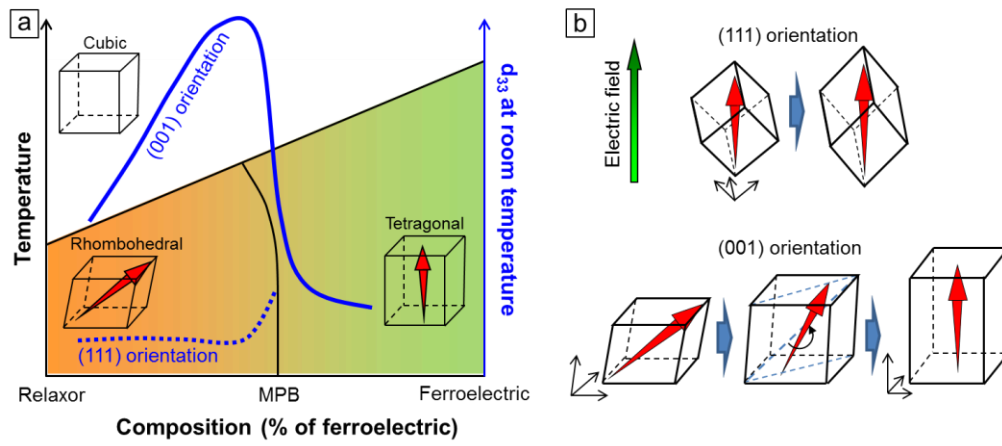 a
Cubic
(001) orientation
Temperature
d₃₃ at room temperature
Rhombohedral
Tetragonal
(111) orientation
Relaxor
MPB
Ferroelectric
Composition (% of ferroelectric)
b
(111) orientation
Electric field
(001) orientation